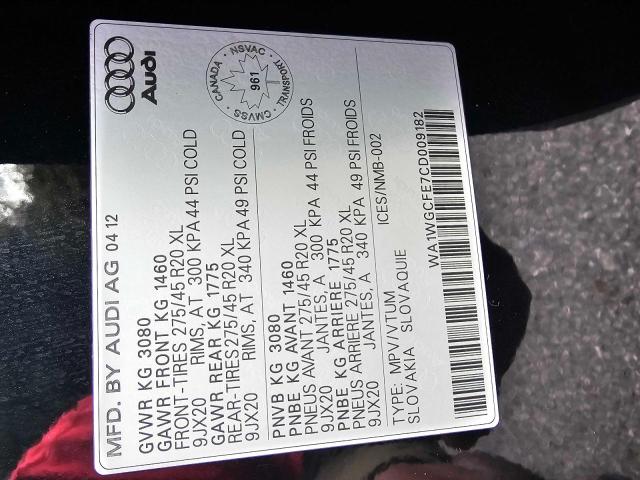 Audi
CANADA · NSVAC · TRANSPORT · CMVSS
961
MFD. BY AUDI AG 04 12
GVWR KG 3080
GAWR FRONT KG 1460
FRONT-TIRES 275/45 R20 XL
9JX20 RIMS, AT 300 KPA 44 PSI COLD
GAWR REAR KG 1775
REAR-TIRES 275/45 R20 XL
9JX20 RIMS, AT 340 KPA 49 PSI COLD
PNVB KG 3080
PNBE KG AVANT 1460
PNEUS AVANT 275/45 R20 XL
9JX20 JANTES, A 300 KPA 44 PSI FROIDS
PNBE KG ARRIERE 1775
PNEUS ARRIERE 275/45 R20 XL
9JX20 JANTES, A 340 KPA 49 PSI FROIDS
TYPE: MPV/VTUM ICES/NMB-002
SLOVAKIA SLOVAQUIE
WA1WGCFE7CD009182